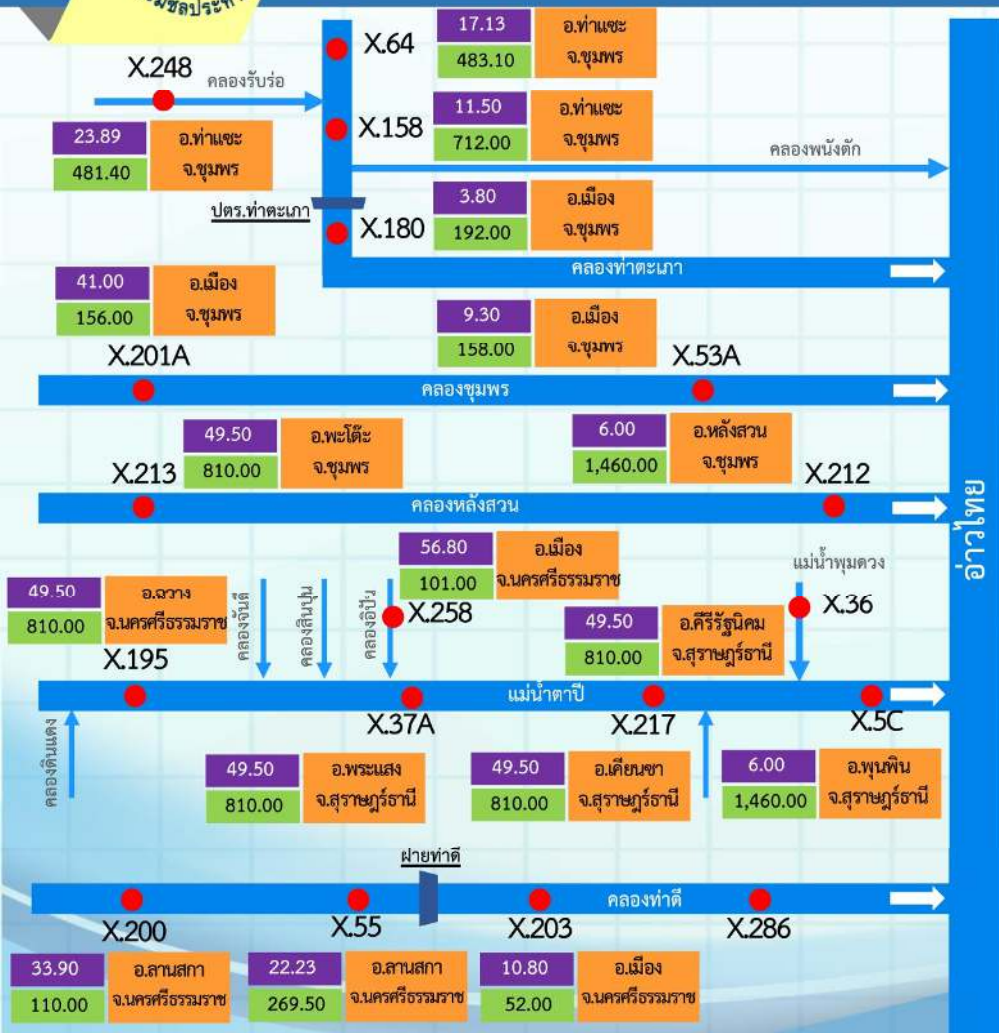 X.64
17.13
483.10
อ.ท่าแซะ
จ.ชุมพร
X.248
คลองรับร่อ
23.89
481.40
อ.ท่าแซะ
จ.ชุมพร
X.158
11.50
712.00
อ.ท่าแซะ
จ.ชุมพร
คลองพนังตัก
ปตร.ท่าตะเภา
X.180
3.80
192.00
อ.เมือง
จ.ชุมพร
คลองท่าตะเภา
41.00
156.00
อ.เมือง
จ.ชุมพร
X.201A
9.30
158.00
อ.เมือง
จ.ชุมพร
X.53A
คลองชุมพร
X.213
49.50
810.00
อ.พะโต๊ะ
จ.ชุมพร
6.00
1,460.00
อ.หลังสวน
จ.ชุมพร
X.212
คลองหลังสวน
อ่าวไทย
49.50
810.00
อ.ฉวาง
จ.นครศรีธรรมราช
X.195
คลองจันดี
คลองสินปุน
คลองอิปัน
56.80
101.00
อ.เมือง
จ.นครศรีธรรมราช
X.258
49.50
810.00
อ.คีรีรัฐนิคม
จ.สุราษฎร์ธานี
แม่น้ำพุมดวง
X.36
แม่น้ำตาปี
X.37A
X.217
X.5C
คลองดินแดง
49.50
810.00
อ.พระแสง
จ.สุราษฎร์ธานี
49.50
810.00
อ.เคียนซา
จ.สุราษฎร์ธานี
6.00
1,460.00
อ.พุนพิน
จ.สุราษฎร์ธานี
ฝายท่าดี
คลองท่าดี
X.200
X.55
X.203
X.286
33.90
110.00
อ.ลานสกา
จ.นครศรีธรรมราช
22.23
269.50
อ.ลานสกา
จ.นครศรีธรรมราช
10.80
52.00
อ.เมือง
จ.นครศรีธรรมราช